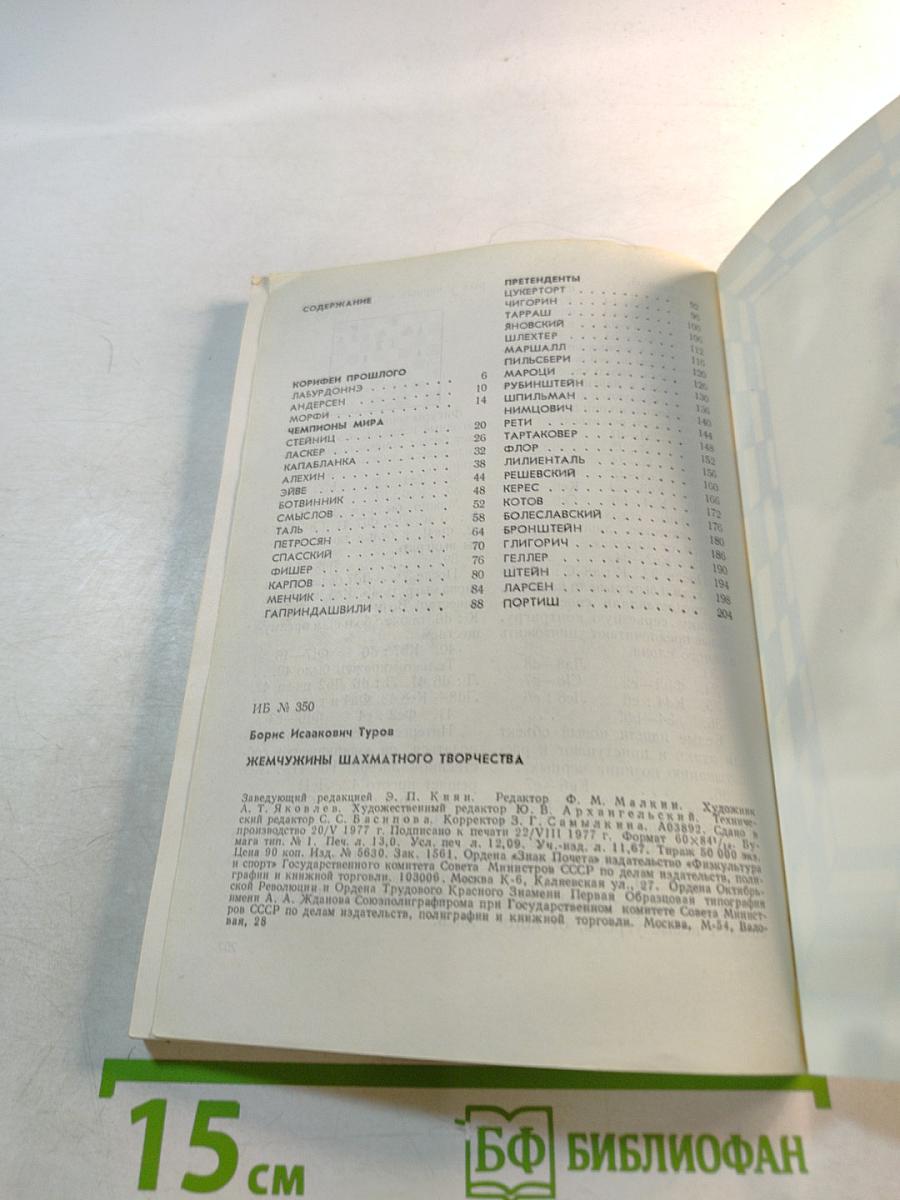 СОДЕРЖАНИЕ
КОРИФЕИ ПРОШЛОГО
ЛАБУРДОННЭ . . . . . . . 6
АНДЕРСЕН . . . . . . . 10
МОРФИ . . . . . . . 14
ЧЕМПИОНЫ МИРА
СТЕЙНИЦ . . . . . . . 20
ЛАСКЕР . . . . . . . 26
КАПАБЛАНКА . . . . . . . 32
АЛЕХИН . . . . . . . 38
ЭЙВЕ . . . . . . . 44
БОТВИННИК . . . . . . . 48
СМЫСЛОВ . . . . . . . 52
ТАЛЬ . . . . . . . 58
ПЕТРОСЯН . . . . . . . 64
СПАССКИЙ . . . . . . . 70
ФИШЕР . . . . . . . 76
КАРПОВ . . . . . . . 80
МЕНЧИК . . . . . . . 84
ГАПРИНДАШВИЛИ . . . . . . 88
ПРЕТЕНДЕНТЫ
ЦУКЕРТОРТ . . . . . . . 92
ЧИГОРИН . . . . . . . 96
ТАРРАШ . . . . . . . 100
ЯНОВСКИЙ . . . . . . . 106
ШЛЕХТЕР . . . . . . . 112
МАРШАЛЛ . . . . . . . 116
ПИЛЬСБЕРИ . . . . . . . 120
МАРОЦИ . . . . . . . 126
РУБИНШТЕЙН . . . . . . . 130
ШПИЛЬМАН . . . . . . . 136
НИМЦОВИЧ . . . . . . . 140
РЕТИ . . . . . . . 144
ТАРТАКОВЕР . . . . . . . 148
ФЛОР . . . . . . . 152
ЛИЛИЕНТАЛЬ . . . . . . . 156
РЕШЕВСКИЙ . . . . . . . 160
КЕРЕС . . . . . . . 166
КОТОВ . . . . . . . 172
БОЛЕСЛАВСКИЙ . . . . . . . 176
БРОНШТЕЙН . . . . . . . 180
ГЛИГОРИЧ . . . . . . . 186
ГЕЛЛЕР . . . . . . . 190
ШТЕЙН . . . . . . . 194
ЛАРСЕН . . . . . . . 198
ПОРТИШ . . . . . . . 204
ИБ № 350
Борис Исаакович Туров
ЖЕМЧУЖИНЫ ШАХМАТНОГО ТВОРЧЕСТВА
Заведующий редакцией Э. П. Киян. Редактор Ф. М. Малкин. Художник
А. Т. Яковлев. Художественный редактор Ю. В. Архангельский. Техниче-
ский редактор С. С. Басипова. Корректор З. Г. Самылкина. А03892. Сдано в
производство 20/V 1977 г. Подписано к печати 22/VIII 1977 г. Формат 60×84 1/16. Бу-
мага тип. № 1. Печ. л. 13,0. Усл. печ л. 12,09. Уч.-изд. л. 11,67. Тираж 50 000 экз.
Цена 90 коп. Изд. № 5630. Зак. 1561. Ордена «Знак Почета» издательство «Физкультура
и спорт» Государственного комитета Совета Министров СССР по делам издательств, поли-
графии и книжной торговли. 103006. Москва К-6, Каляевская ул., 27. Ордена Октябрь-
ской Революции и Ордена Трудового Красного Знамени Первая Образцовая типография
имени А. А. Жданова Союзполиграфпрома при Государственном комитете Совета Минист-
ров СССР по делам издательств, полиграфии и книжной торговли. Москва, М-54, Вало-
вая, 28
15 см
БФ БИБЛИОФАН